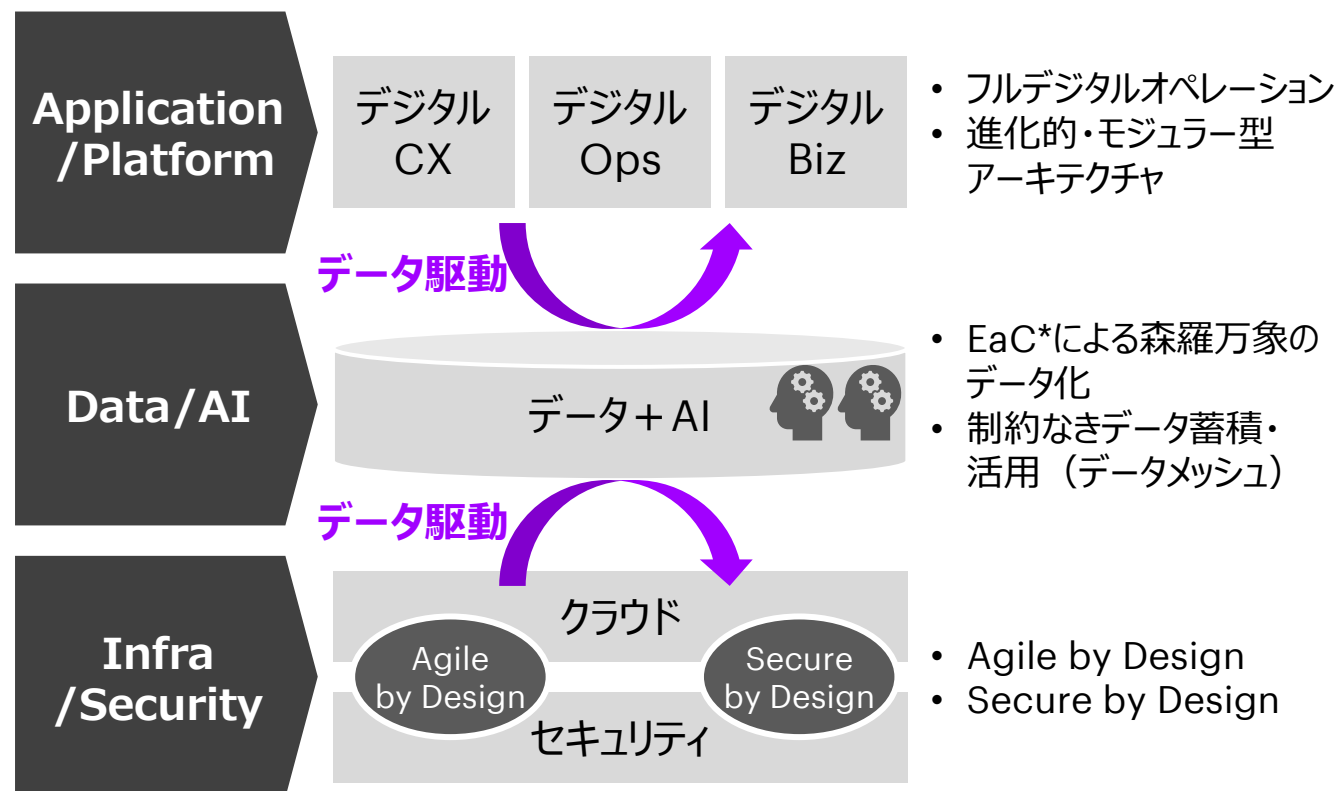 Application
/Platform
デジタル
CX
デジタル
Ops
デジタル
Biz
• フルデジタルオペレーション
• 進化的・モジュラー型
アーキテクチャ
データ駆動
Data/AI
データ＋AI
• EaC*による森羅万象の
データ化
• 制約なきデータ蓄積・
活用（データメッシュ）
データ駆動
Infra
/Security
クラウド
Agile
by Design
Secure
by Design
セキュリティ
• Agile by Design
• Secure by Design